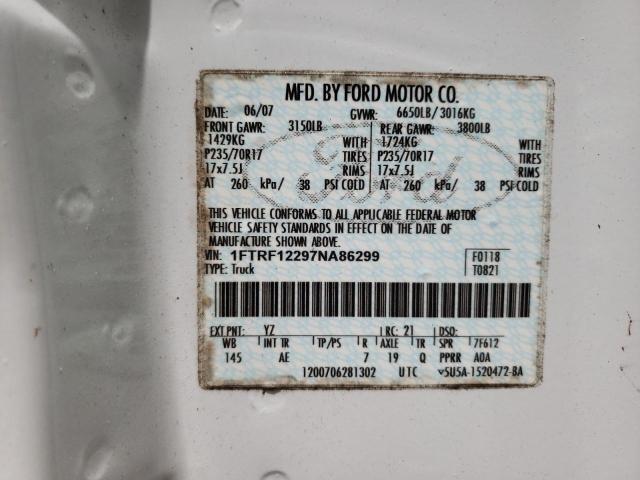 MFD. BY FORD MOTOR CO.
DATE: 06/07 GVWR: 6650LB/3016KG
FRONT GAWR: 3150LB REAR GAWR: 3800LB
1429KG WITH 1724KG WITH
P235/70R17 TIRES P235/70R17 TIRES
17x7.5J RIMS 17x7.5J RIMS
AT 260 kPa/ 38 PSI COLD AT 260 kPa/ 38 PSI COLD
Ford
THIS VEHICLE CONFORMS TO ALL APPLICABLE FEDERAL MOTOR
VEHICLE SAFETY STANDARDS IN EFFECT ON THE DATE OF
MANUFACTURE SHOWN ABOVE.
VIN: 1FTRF12297NA86299 F0118
TYPE: Truck T0821
EXT PNT: YZ RC: 21 DSO:
WB INT TR TP/PS R AXLE TR SPR 7F612
145 AE 7 19 Q PPRR A0A
1200706281302 UTC ▼5U5A-1520472-BA